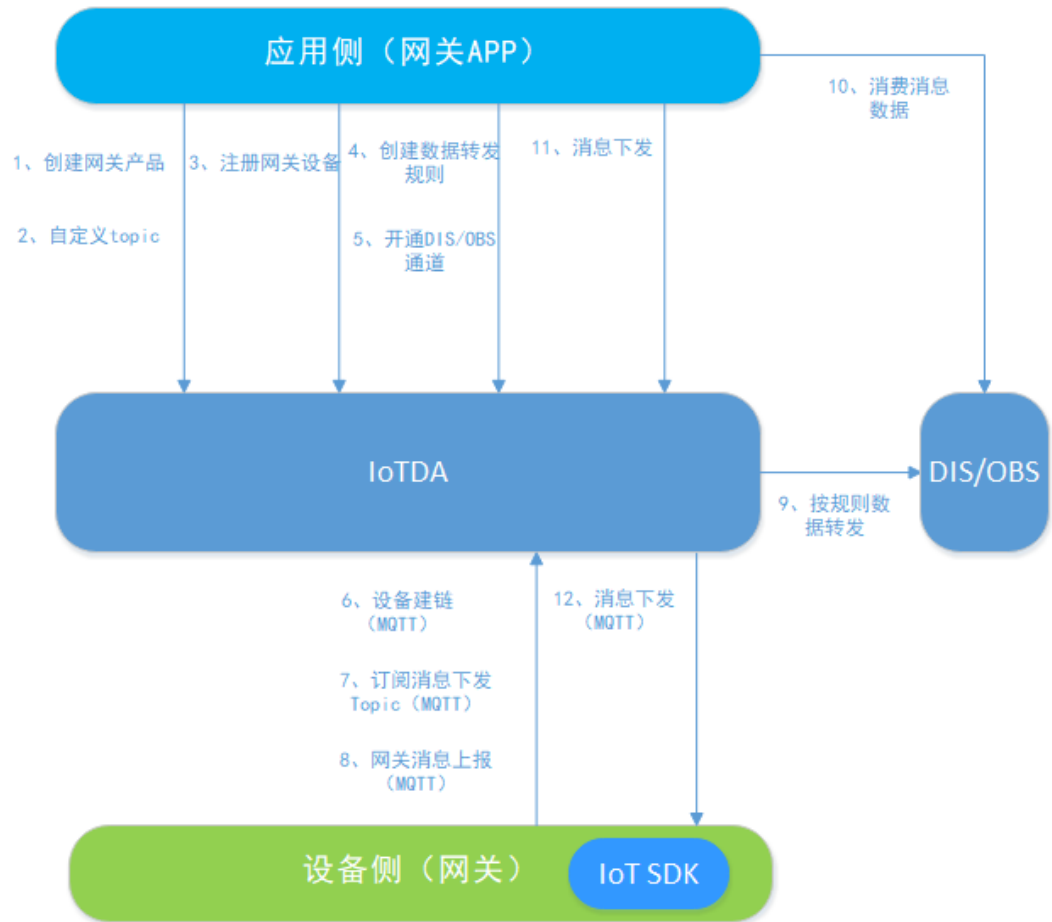 应用侧（网关APP）
10、消费消息
数据
1、创建网关产品
3、注册网关设备
4、创建数据转发
规则
11、消息下发
2、自定义topic
5、开通DIS/OBS
通道
IoTDA
DIS/OBS
9、按规则数
据转发
6、设备建链
（MQTT）
12、消息下发
（MQTT）
7、订阅消息下发
Topic（MQTT）
8、网关消息上报
（MQTT）
设备侧（网关）
IoT SDK